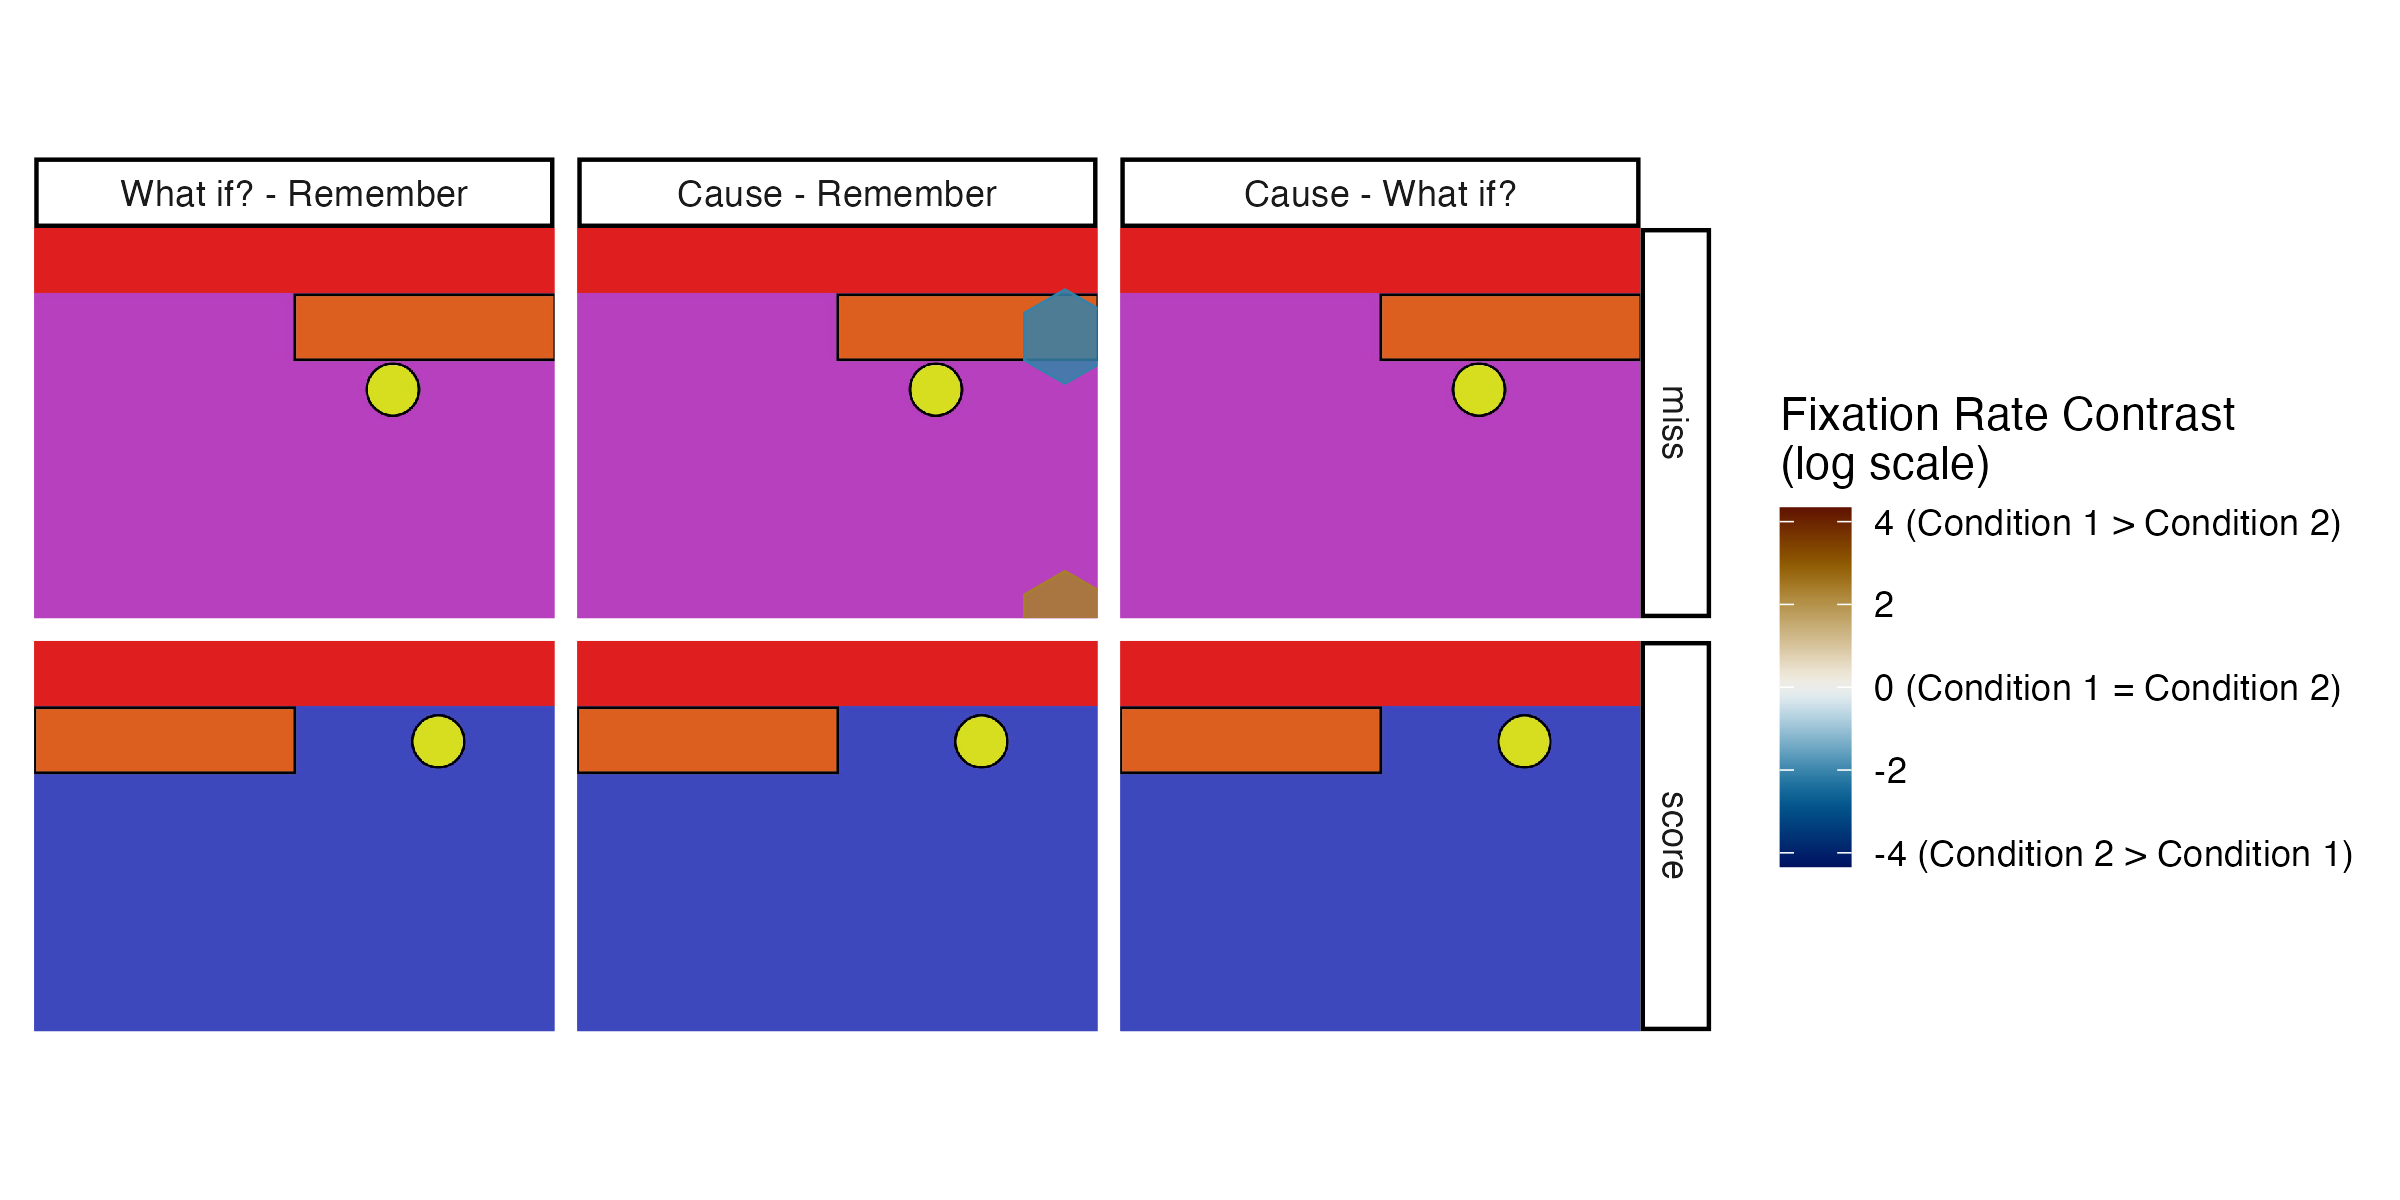 What if? - Remember
Cause - Remember
Cause - What if?
miss
score
Fixation Rate Contrast
(log scale)
4 (Condition 1 > Condition 2)
2
0 (Condition 1 = Condition 2)
-2
-4 (Condition 2 > Condition 1)